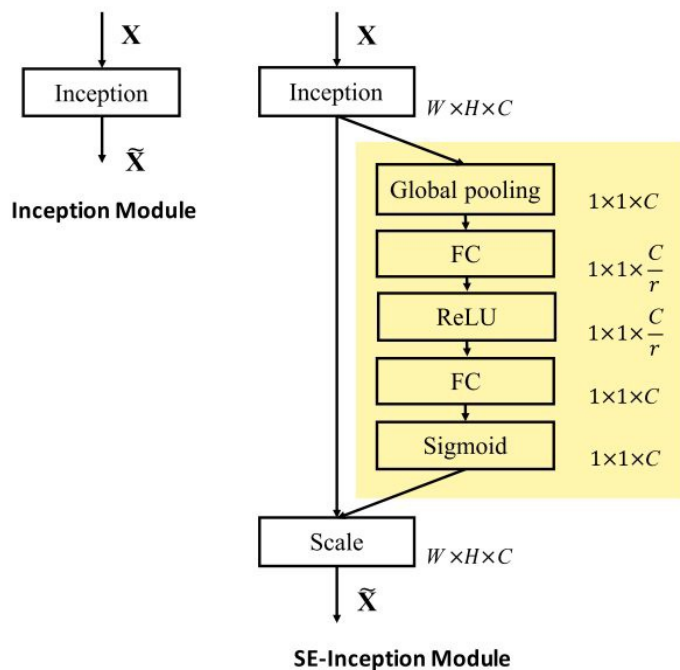 X
Inception
X̃
Inception Module
X
Inception
W×H×C
Global pooling
1×1×C
FC
1×1×C/r
ReLU
1×1×C/r
FC
1×1×C
Sigmoid
1×1×C
Scale
W×H×C
X̃
SE-Inception Module